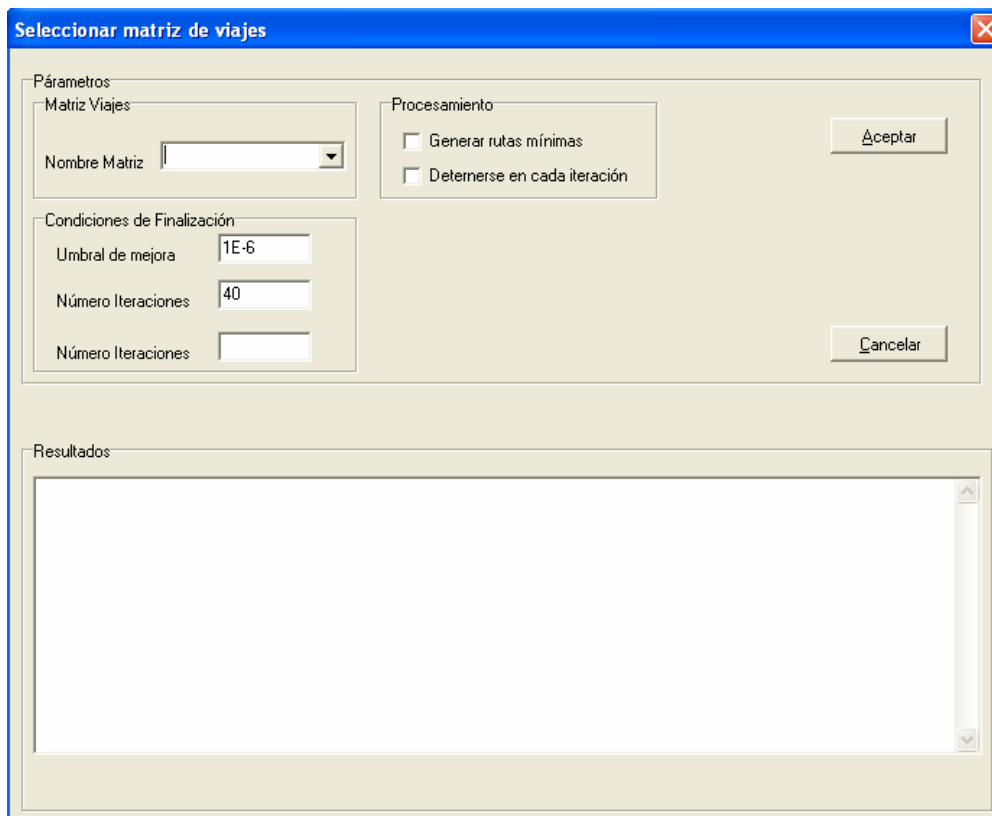 Seleccionar matriz de viajes
Párametros
Matriz Viajes
Nombre Matriz
Procesamiento
Generar rutas mínimas
Deternerse en cada iteración
Aceptar
Condiciones de Finalización
Umbral de mejora 1E-6
Número Iteraciones 40
Número Iteraciones
Cancelar
Resultados